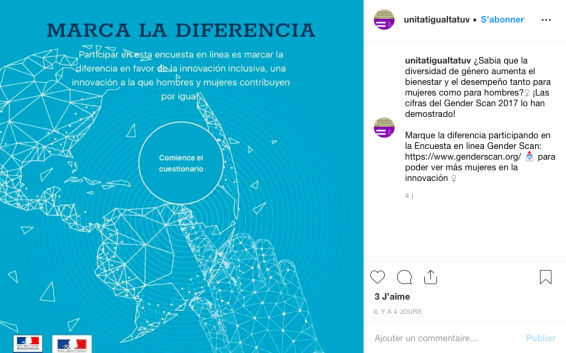 MARCA LA DIFERENCIA
Participar en esta encuesta en línea es marcar la
diferencia en favor de la innovación inclusiva, una
innovación a la que hombres y mujeres contribuyen
por igual
Comience el
cuestionario
unitatigualtatuv • S'abonner
unitatigualtatuv ¿Sabia que la
diversidad de género aumenta el
bienestar y el desempeño tanto para
mujeres como para hombres?♀ ¡Las
cifras del Gender Scan 2017 lo han
demostrado!
Marque la diferencia participando en
la Encuesta en linea Gender Scan:
https://www.genderscan.org/ para
poder ver más mujeres en la
innovación ♀
4 j
3 J'aime
IL Y A 4 JOURS
Ajouter un commentaire...
Publier